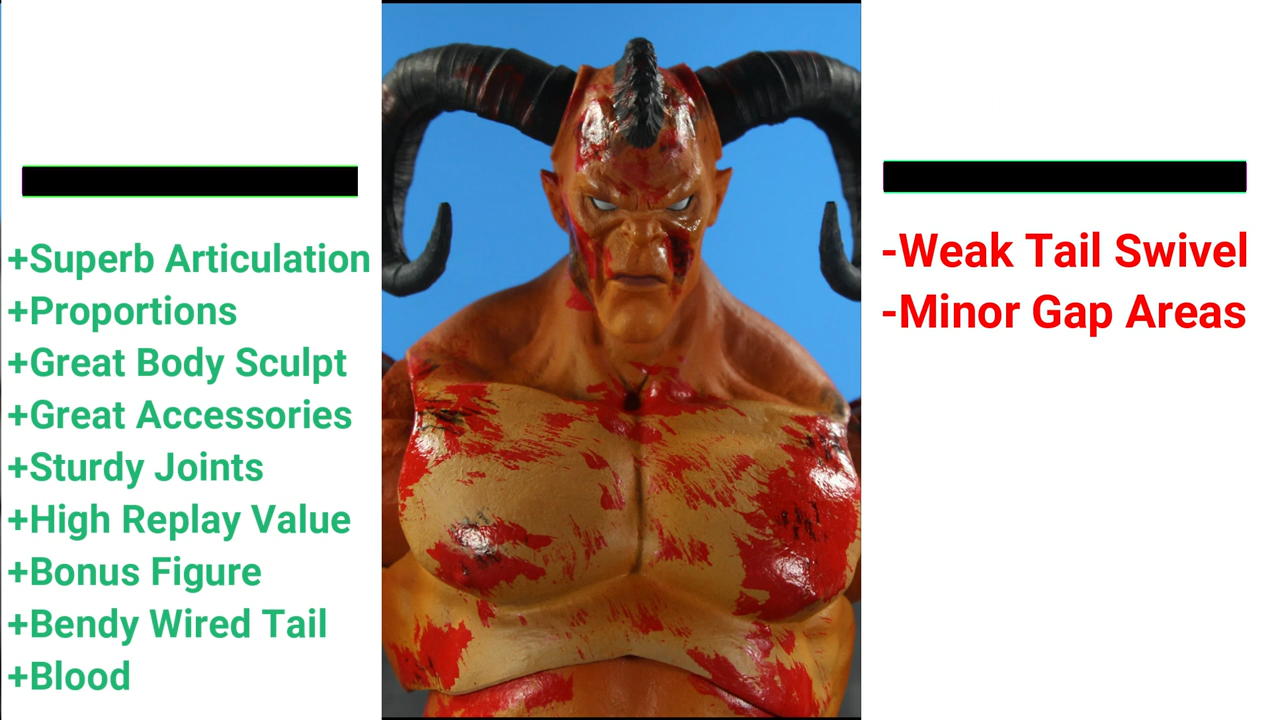 +Superb Articulation
+Proportions
+Great Body Sculpt
+Great Accessories
+Sturdy Joints
+High Replay Value
+Bonus Figure
+Bendy Wired Tail
+Blood
-Weak Tail Swivel
-Minor Gap Areas